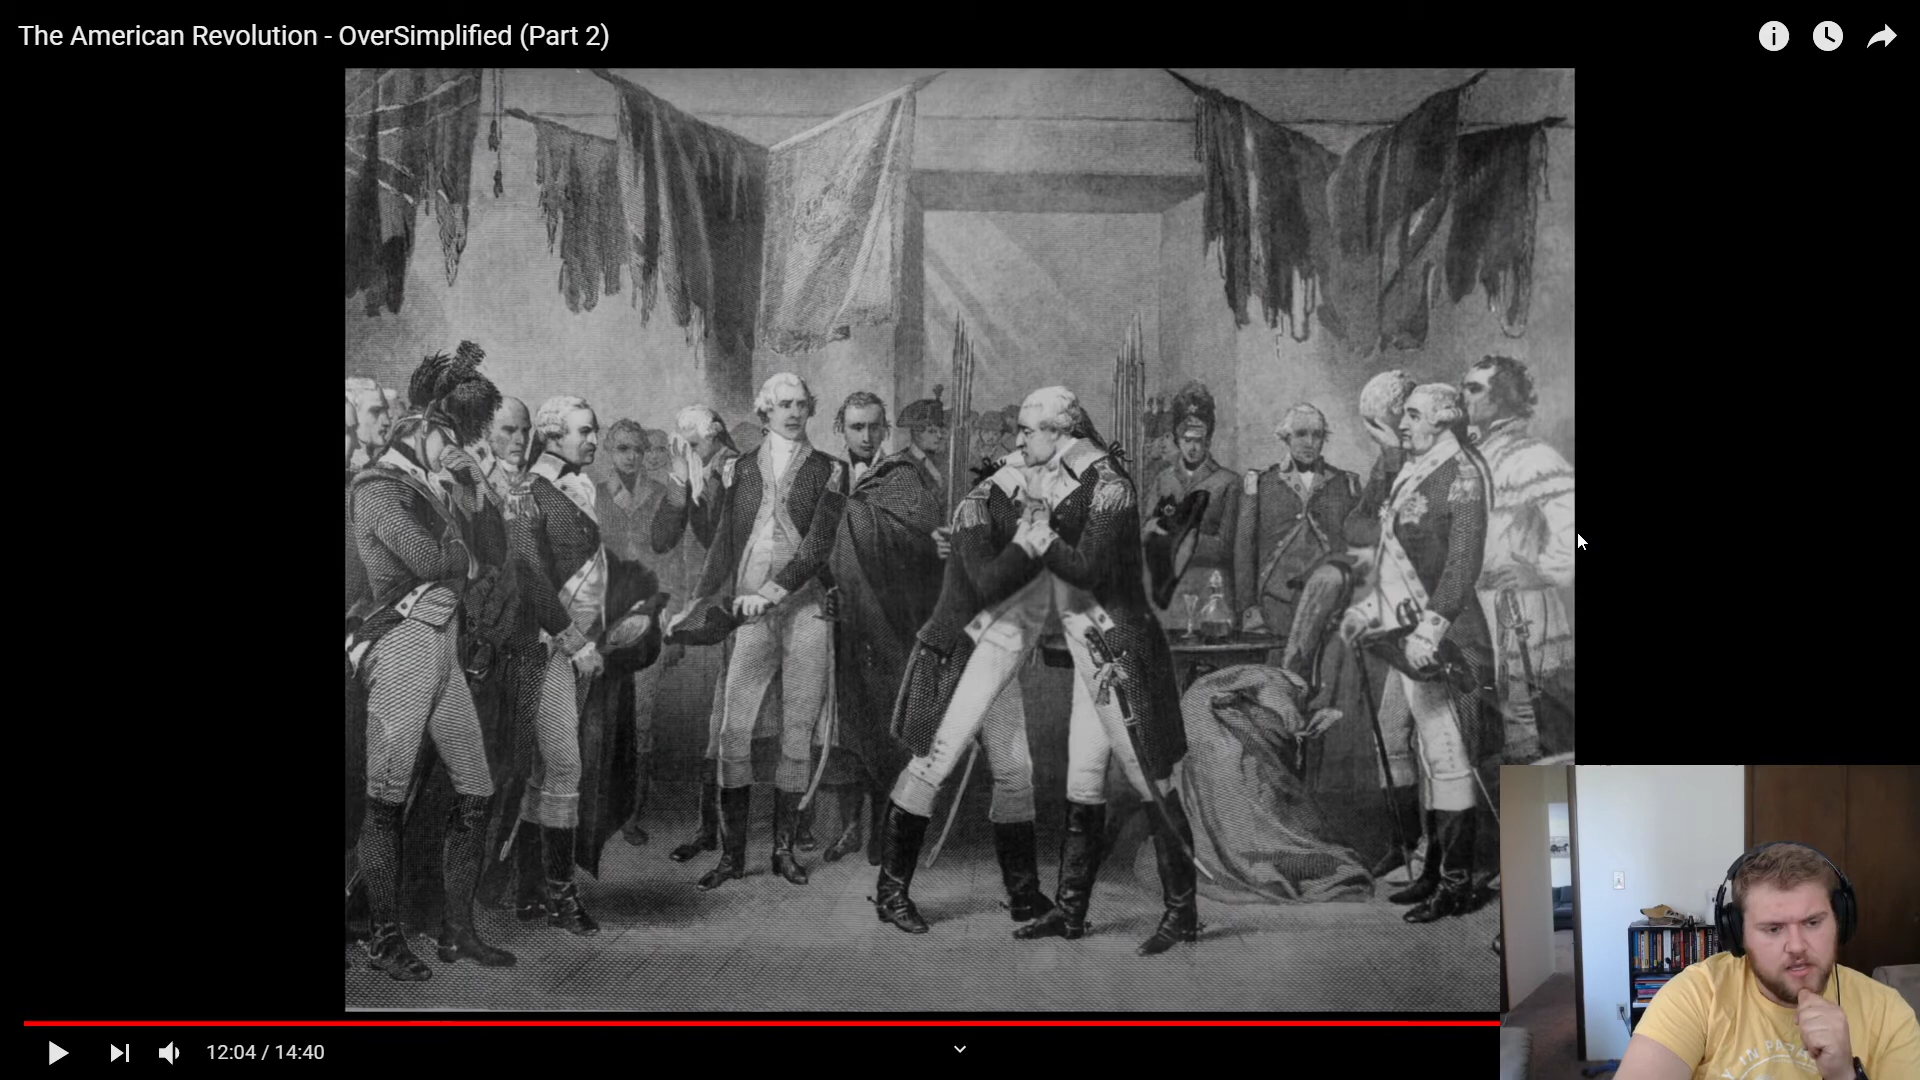 The American Revolution - OverSimplified (Part 2)
12:04 / 14:40